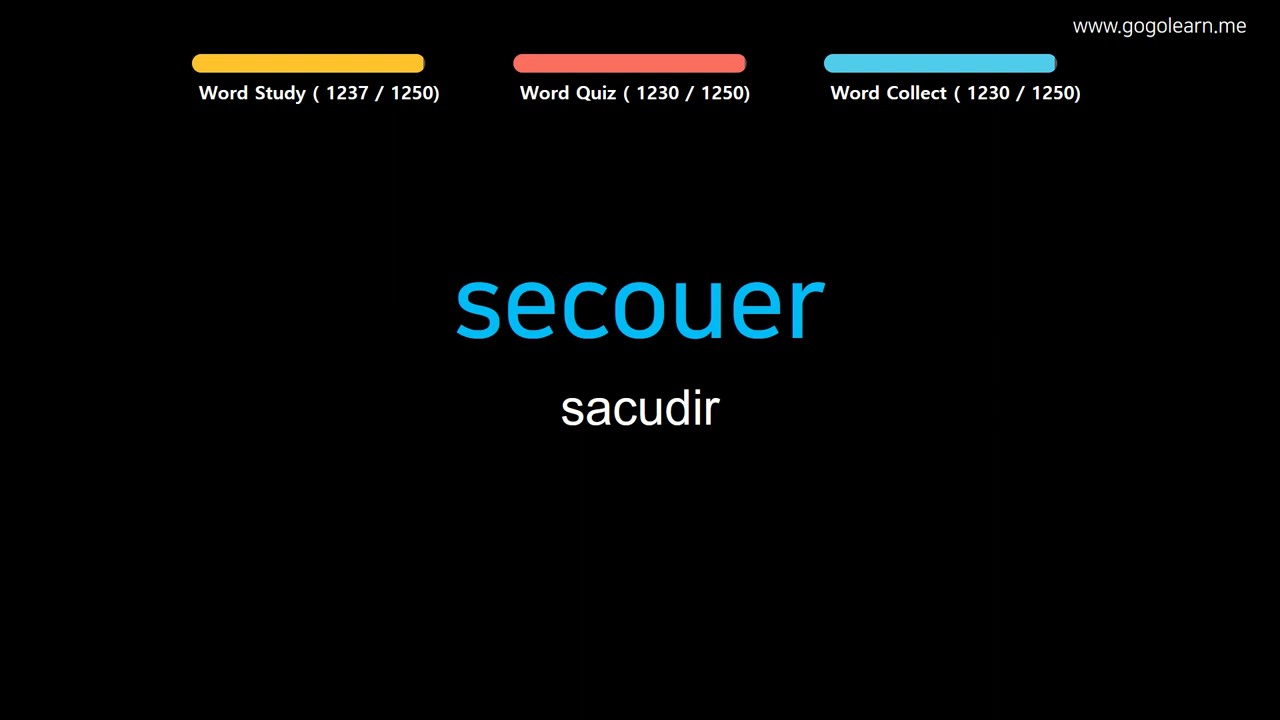 www.gogolearn.me
Word Study ( 1237 / 1250)
Word Quiz ( 1230 / 1250)
Word Collect ( 1230 / 1250)
secouer
sacudir